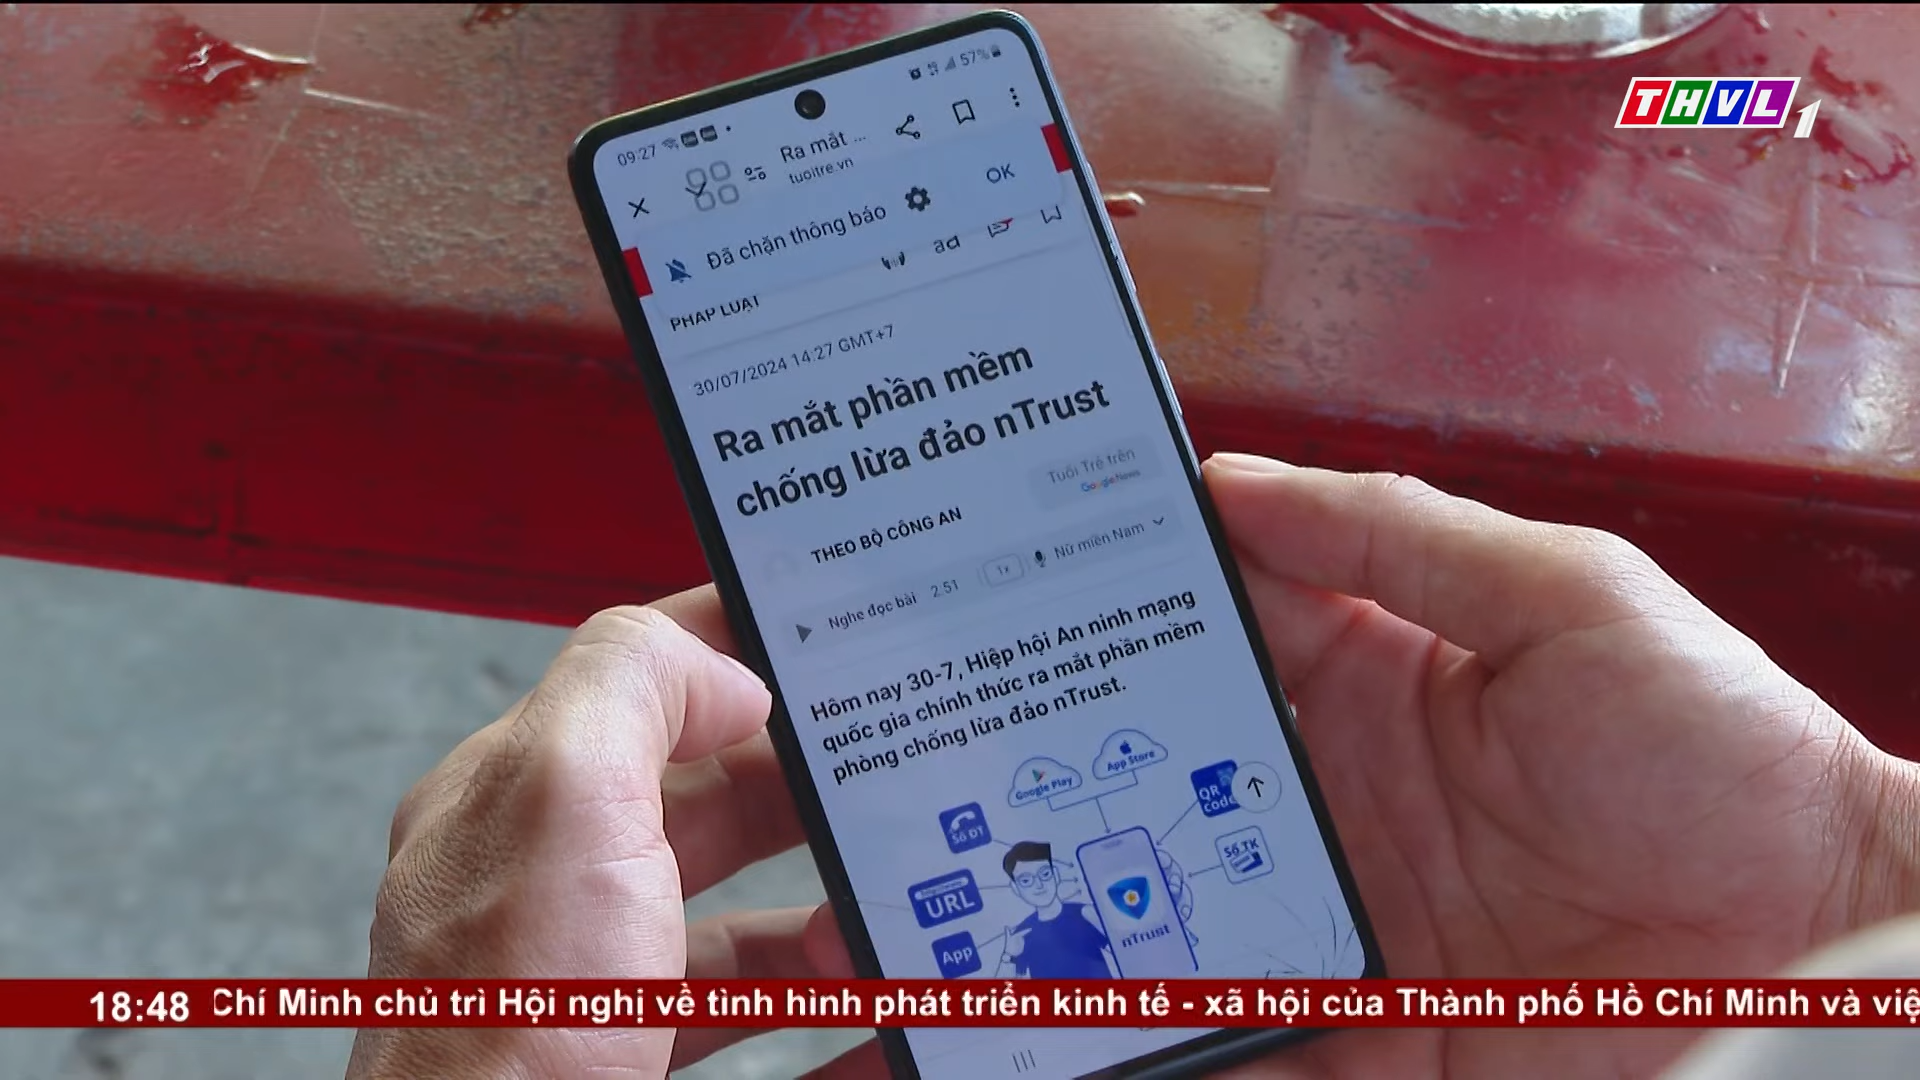 THVL 1
09:27
57%
Ra mắt ...
tuoitre.vn
Đã chặn thông báo
OK
PHÁP LUẬT
30/07/2024 14:27 GMT+7
Ra mắt phần mềm
chống lừa đảo nTrust
Tuổi Trẻ trên
Google News
THEO BỘ CÔNG AN
Nghe đọc bài 2:51 1x Nữ miền Nam
Hôm nay 30-7, Hiệp hội An ninh mạng
quốc gia chính thức ra mắt phần mềm
phòng chống lừa đảo nTrust.
Google Play
App Store
Số ĐT
QR
code
Số TK
URL
App
nTrust
18:48 Chí Minh chủ trì Hội nghị về tình hình phát triển kinh tế - xã hội của Thành phố Hồ Chí Minh và việ